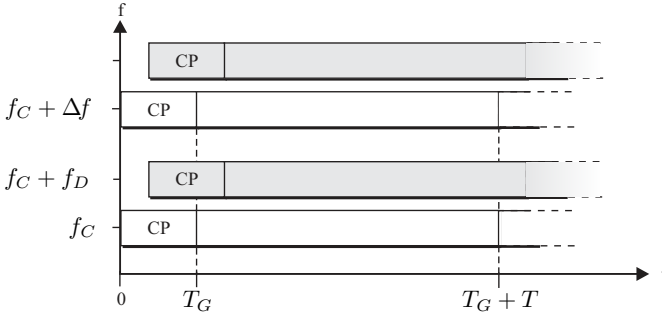 f
CP
f_C + Δf
CP
f_C + f_D
CP
f_C
CP
0
T_G
T_G + T